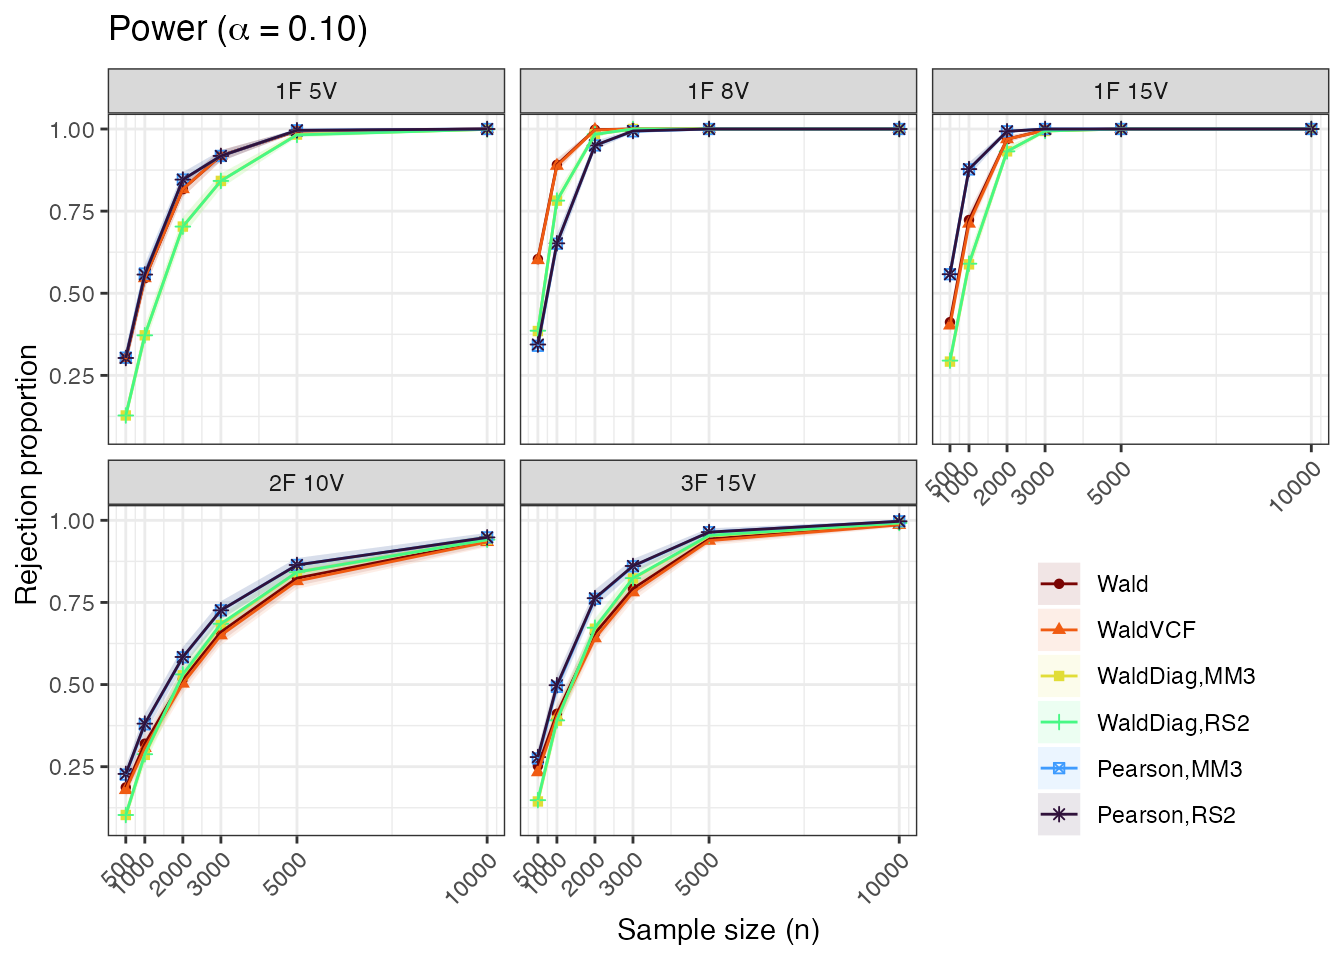 Power (α = 0.10)
1F 5V
1F 8V
1F 15V
1.00
0.75
0.50
0.25
500
1000
2000
3000
5000
10000
2F 10V
3F 15V
1.00
0.75
0.50
0.25
500
1000
2000
3000
5000
10000
500
1000
2000
3000
5000
10000
Rejection proportion
Sample size (n)
Wald
WaldVCF
WaldDiag,MM3
WaldDiag,RS2
Pearson,MM3
Pearson,RS2